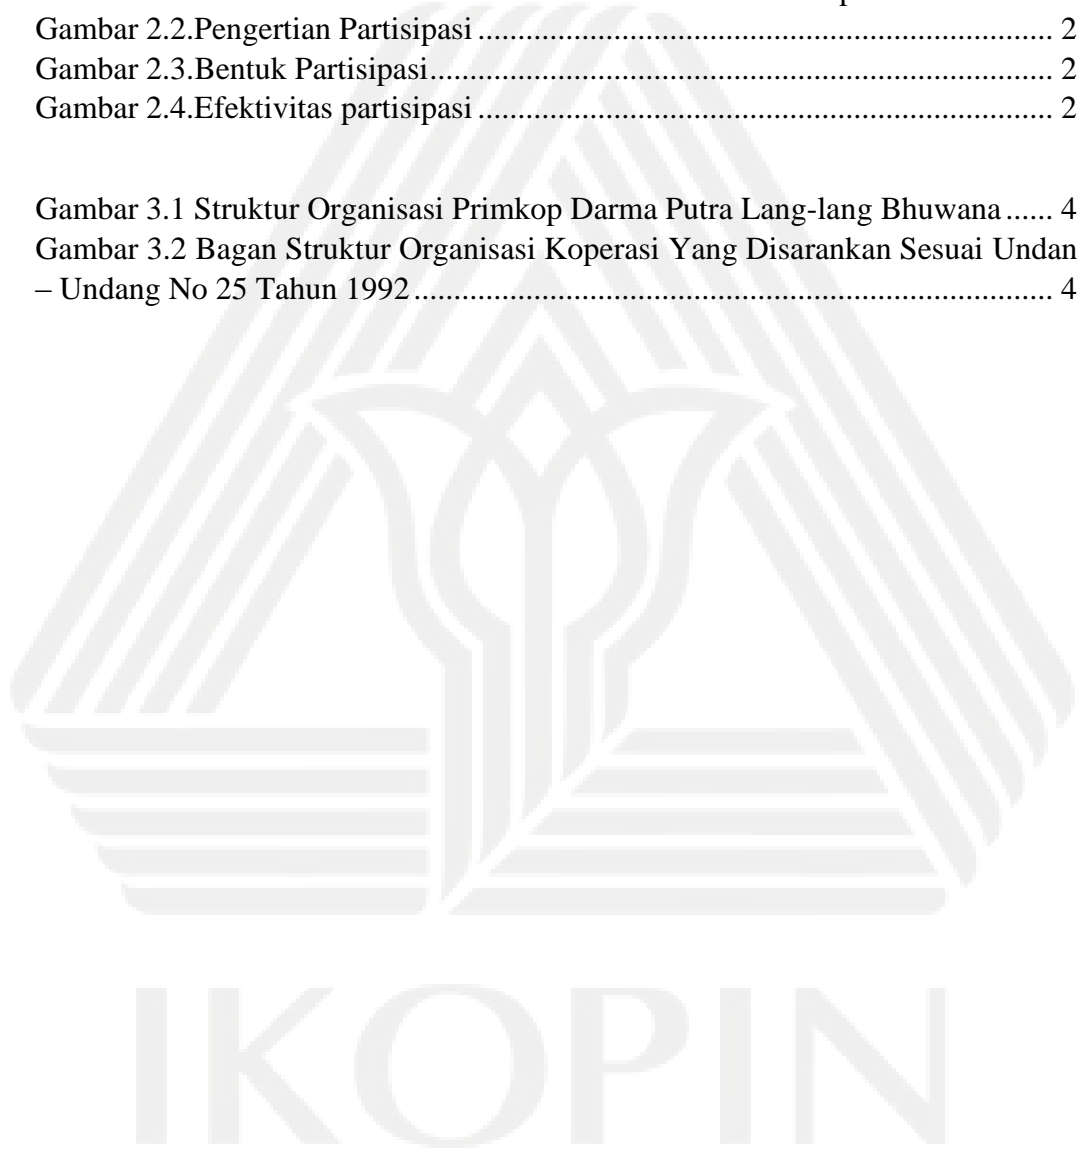 Gambar 2.2.Pengertian Partisipasi ........................................................................ 2
Gambar 2.3.Bentuk Partisipasi.............................................................................. 2
Gambar 2.4.Efektivitas partisipasi ........................................................................ 2
Gambar 3.1 Struktur Organisasi Primkop Darma Putra Lang-lang Bhuwana ...... 4
Gambar 3.2 Bagan Struktur Organisasi Koperasi Yang Disarankan Sesuai Undan
– Undang No 25 Tahun 1992 ................................................................................ 4
IKOPIN